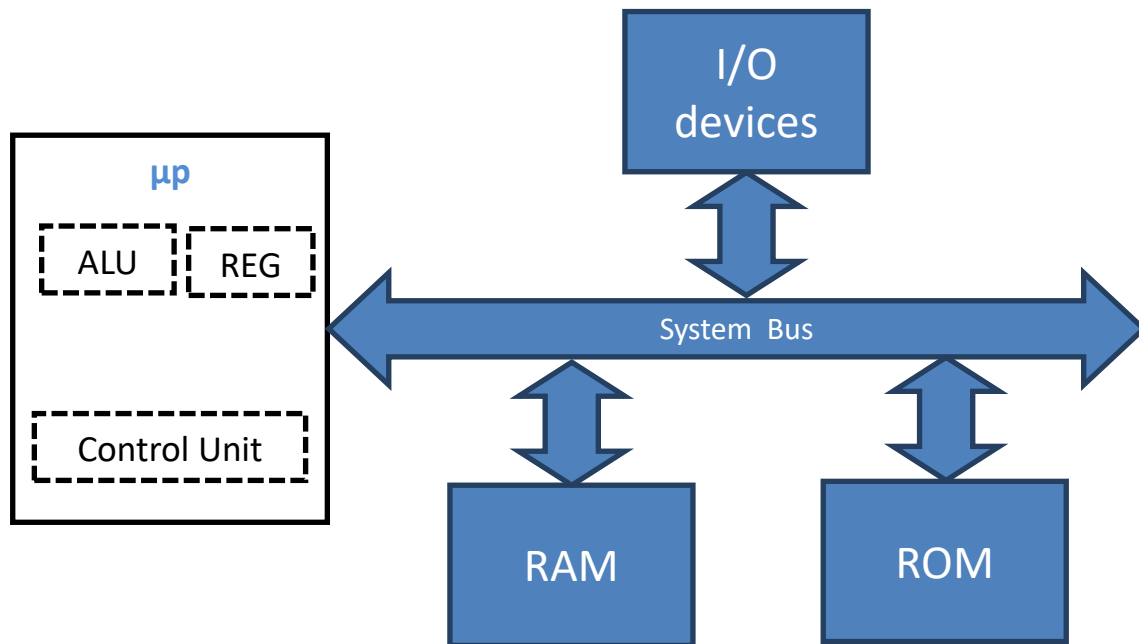 I/O
devices
µp
ALU
REG
System Bus
Control Unit
RAM
ROM